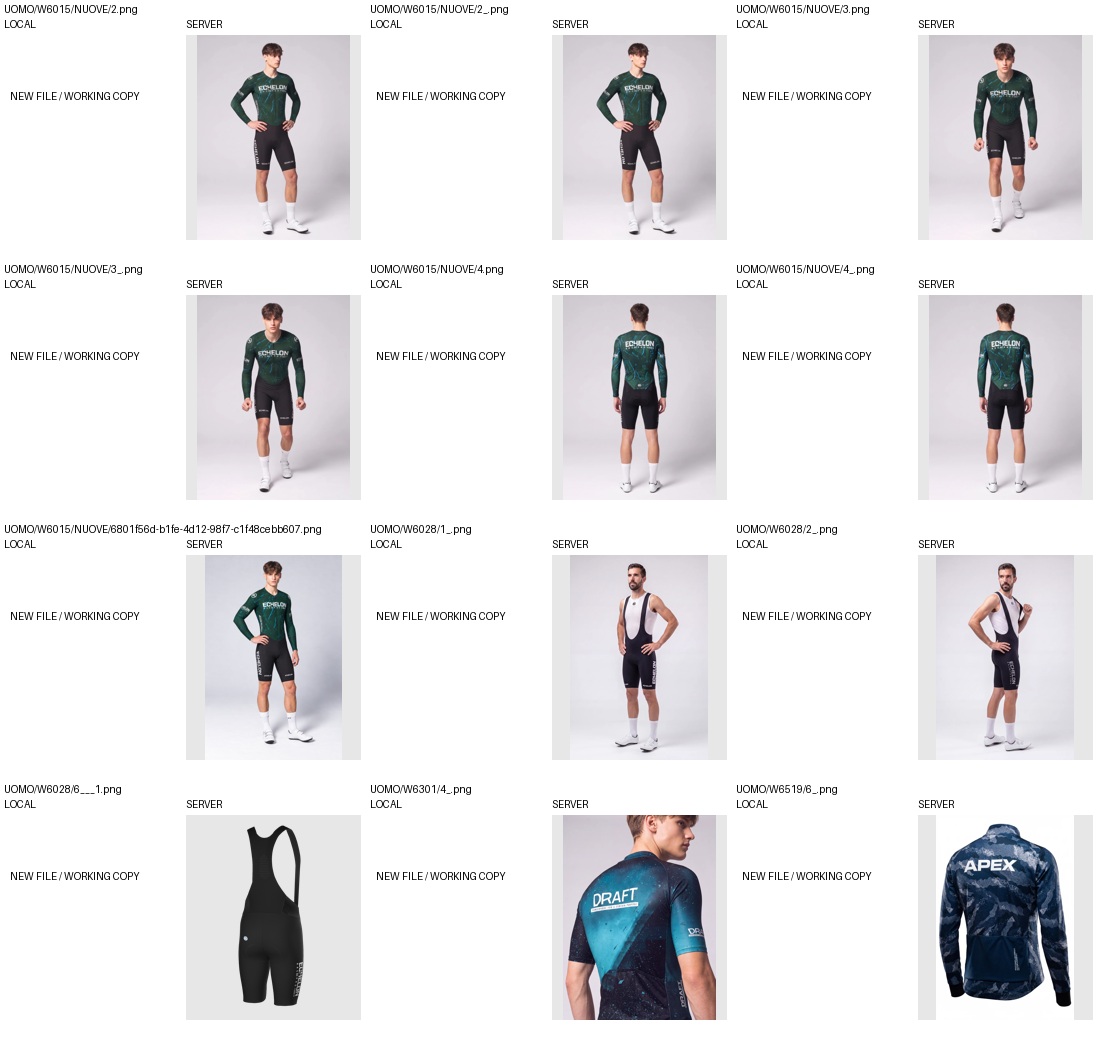 UOMO/W6015/NUOVE/2.png
LOCAL
SERVER
NEW FILE / WORKING COPY
ECHELON
UOMO/W6015/NUOVE/2_.png
LOCAL
SERVER
NEW FILE / WORKING COPY
ECHELON
UOMO/W6015/NUOVE/3.png
LOCAL
SERVER
NEW FILE / WORKING COPY
ECHELON
UOMO/W6015/NUOVE/3_.png
LOCAL
SERVER
NEW FILE / WORKING COPY
ECHELON
UOMO/W6015/NUOVE/4.png
LOCAL
SERVER
NEW FILE / WORKING COPY
ECHELON
UOMO/W6015/NUOVE/4_.png
LOCAL
SERVER
NEW FILE / WORKING COPY
ECHELON
UOMO/W6015/NUOVE/6801f56d-b1fe-4d12-98f7-c1f48cebb607.png
LOCAL
SERVER
NEW FILE / WORKING COPY
ECHELON
ECHELON
UOMO/W6028/1_.png
LOCAL
SERVER
NEW FILE / WORKING COPY
UOMO/W6028/2_.png
LOCAL
SERVER
NEW FILE / WORKING COPY
ECHELON
UOMO/W6028/6___1.png
LOCAL
SERVER
NEW FILE / WORKING COPY
ECHELON
UOMO/W6301/4_.png
LOCAL
SERVER
NEW FILE / WORKING COPY
DRAFT
DRAFT
UOMO/W6519/6_.png
LOCAL
SERVER
NEW FILE / WORKING COPY
APEX